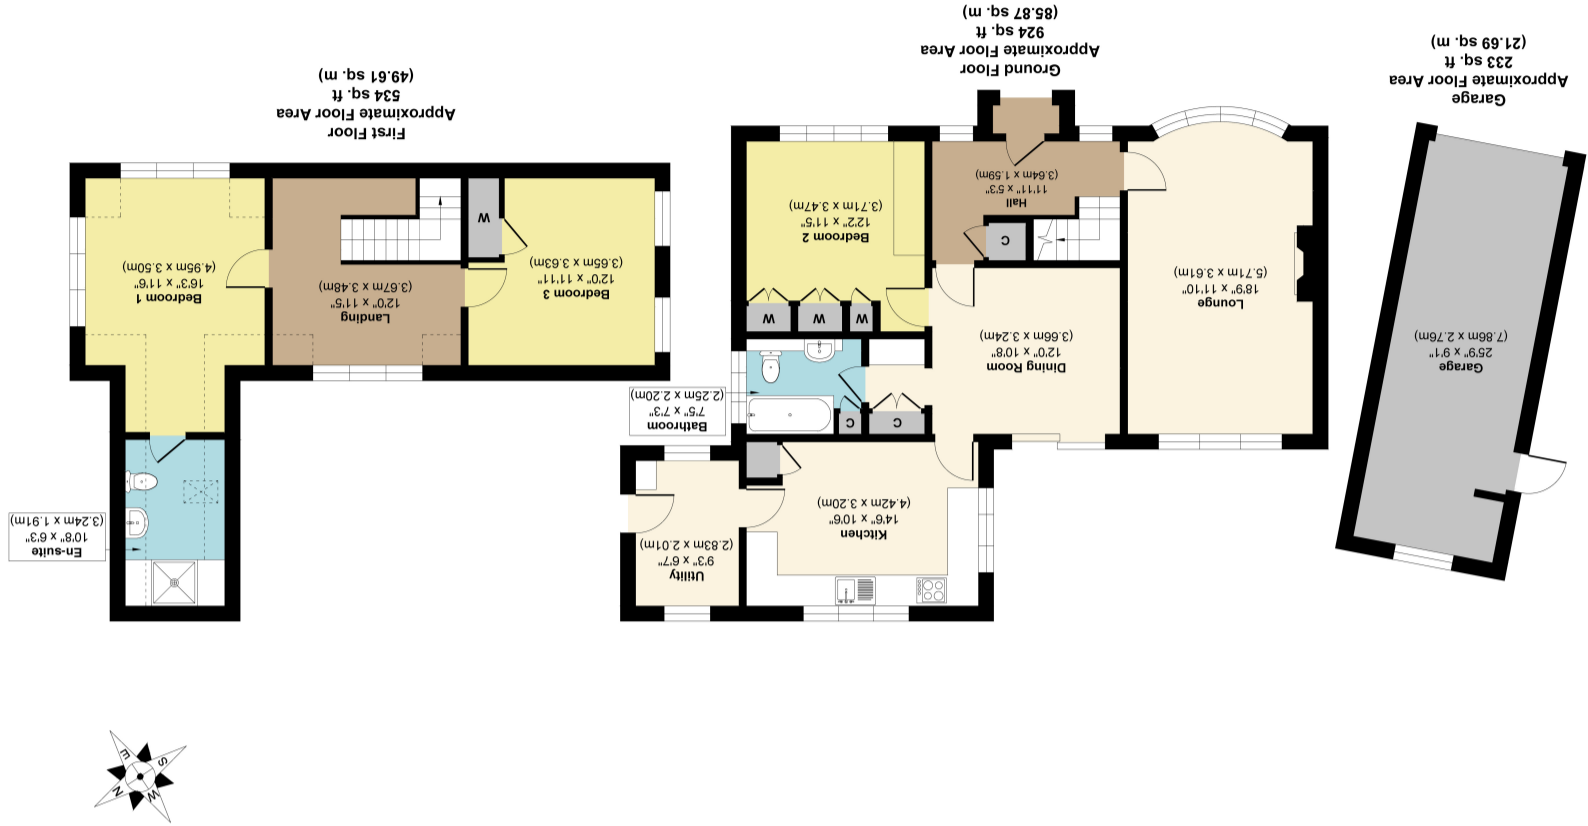 Garage
25'9" x 9'1"
(7.86m x 2.76m)
Garage
Approximate Floor Area
233 sq. ft
(21.69 sq. m)
Utility
9'3" x 6'7"
(2.83m x 2.01m)
Kitchen
14'6" x 10'6"
(4.42m x 3.20m)
Bathroom
7'5" x 7'3"
(2.25m x 2.20m)
C
C
Dining Room
12'0" x 10'8"
(3.66m x 3.24m)
Lounge
18'9" x 11'10"
(5.71m x 3.61m)
W
W
W
Bedroom 2
12'2" x 11'5"
(3.71m x 3.47m)
C
Hall
11'11" x 5'3"
(3.64m x 1.59m)
Ground Floor
Approximate Floor Area
924 sq. ft
(85.87 sq. m)
En-suite
10'8" x 6'3"
(3.24m x 1.91m)
Bedroom 1
16'3" x 11'6"
(4.95m x 3.50m)
Landing
12'0" x 11'5"
(3.67m x 3.48m)
Bedroom 3
12'0" x 11'11"
(3.65m x 3.63m)
W
First Floor
Approximate Floor Area
534 sq. ft
(49.61 sq. m)
N
E
S
W